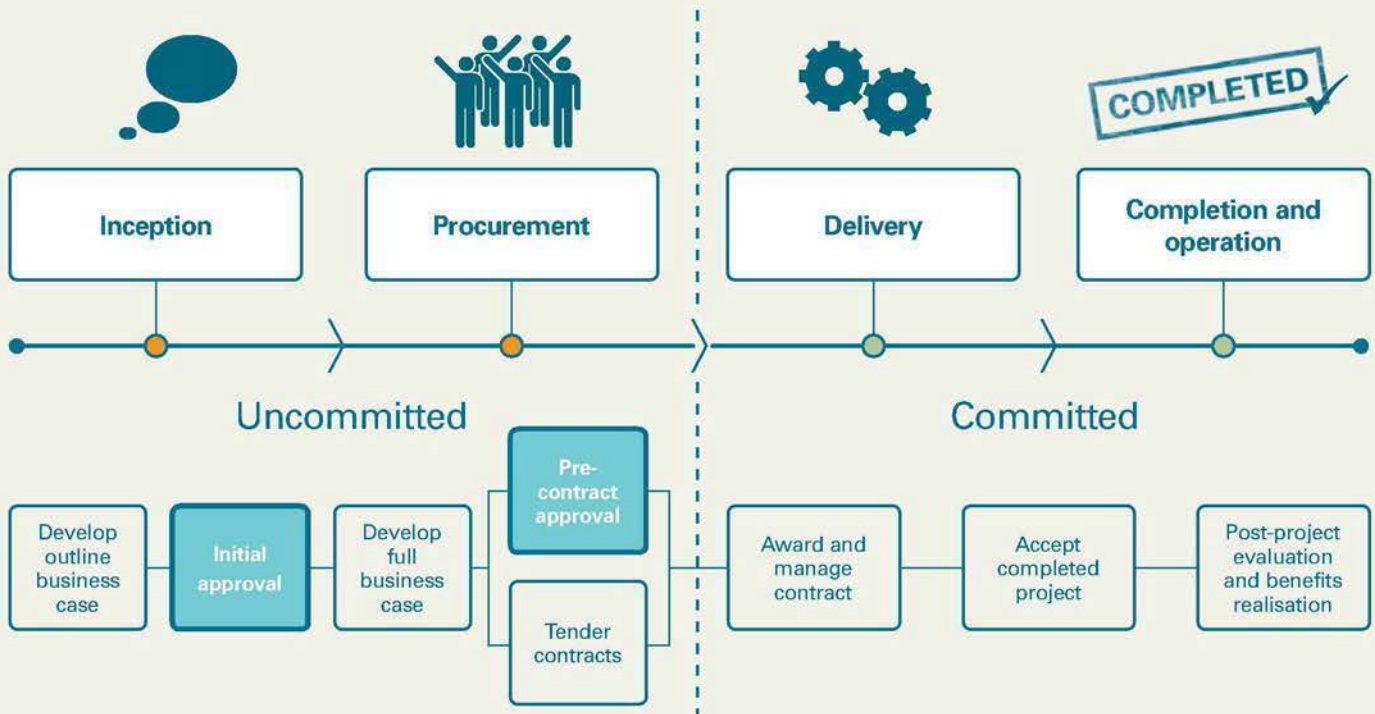 COMPLETED
Inception
Procurement
Delivery
Completion and
operation
Uncommitted
Committed
Develop
outline
business
case
Initial
approval
Develop
full
business
case
Pre-
contract
approval
Tender
contracts
Award and
manage
contract
Accept
completed
project
Post-project
evaluation
and benefits
realisation